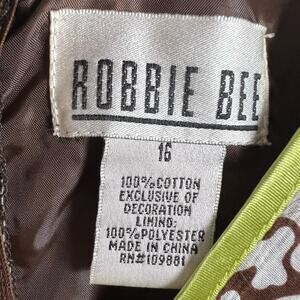 ROBBIE BEE
16
100% COTTON
EXCLUSIVE OF
DECORATION
LINING:
100% POLYESTER
MADE IN CHINA
RN#109881